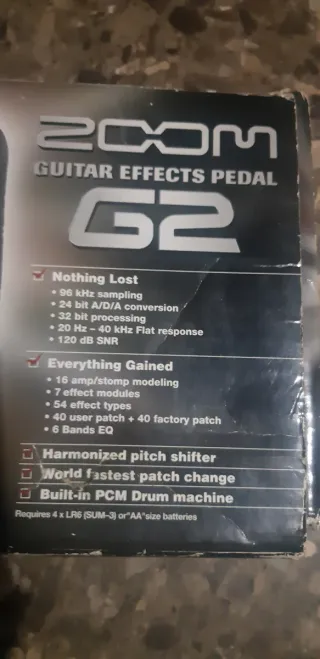 ZOOM
GUITAR EFFECTS PEDAL
G2
Nothing Lost
• 96 kHz sampling
• 24 bit A/D/A conversion
• 32 bit processing
• 20 Hz – 40 kHz Flat response
• 120 dB SNR
Everything Gained
• 16 amp/stomp modeling
• 7 effect modules
• 54 effect types
• 40 user patch + 40 factory patch
• 6 Bands EQ
Harmonized pitch shifter
World fastest patch change
Built-in PCM Drum machine
Requires 4 x LR6 (SUM-3) or"AA"size batteries